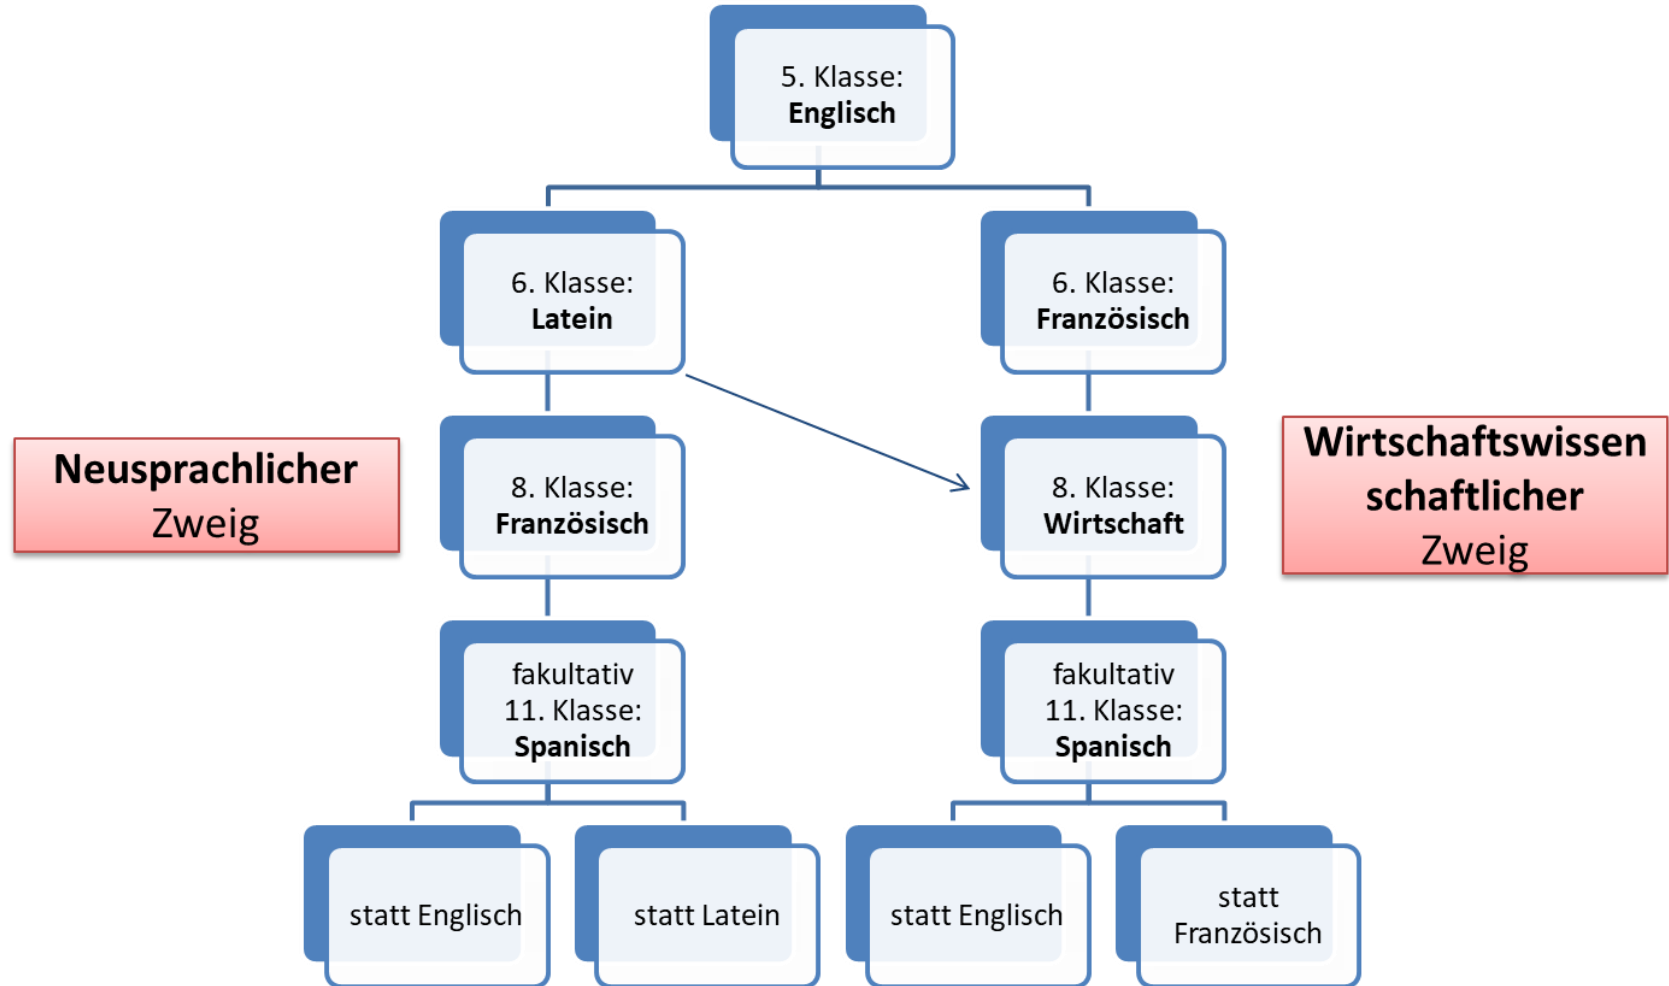 5. Klasse:
Englisch
6. Klasse:
Latein
6. Klasse:
Französisch
Neusprachlicher
Zweig
8. Klasse:
Französisch
8. Klasse:
Wirtschaft
Wirtschaftswissen
schaftlicher
Zweig
fakultativ
11. Klasse:
Spanisch
fakultativ
11. Klasse:
Spanisch
statt Englisch
statt Latein
statt Englisch
statt
Französisch